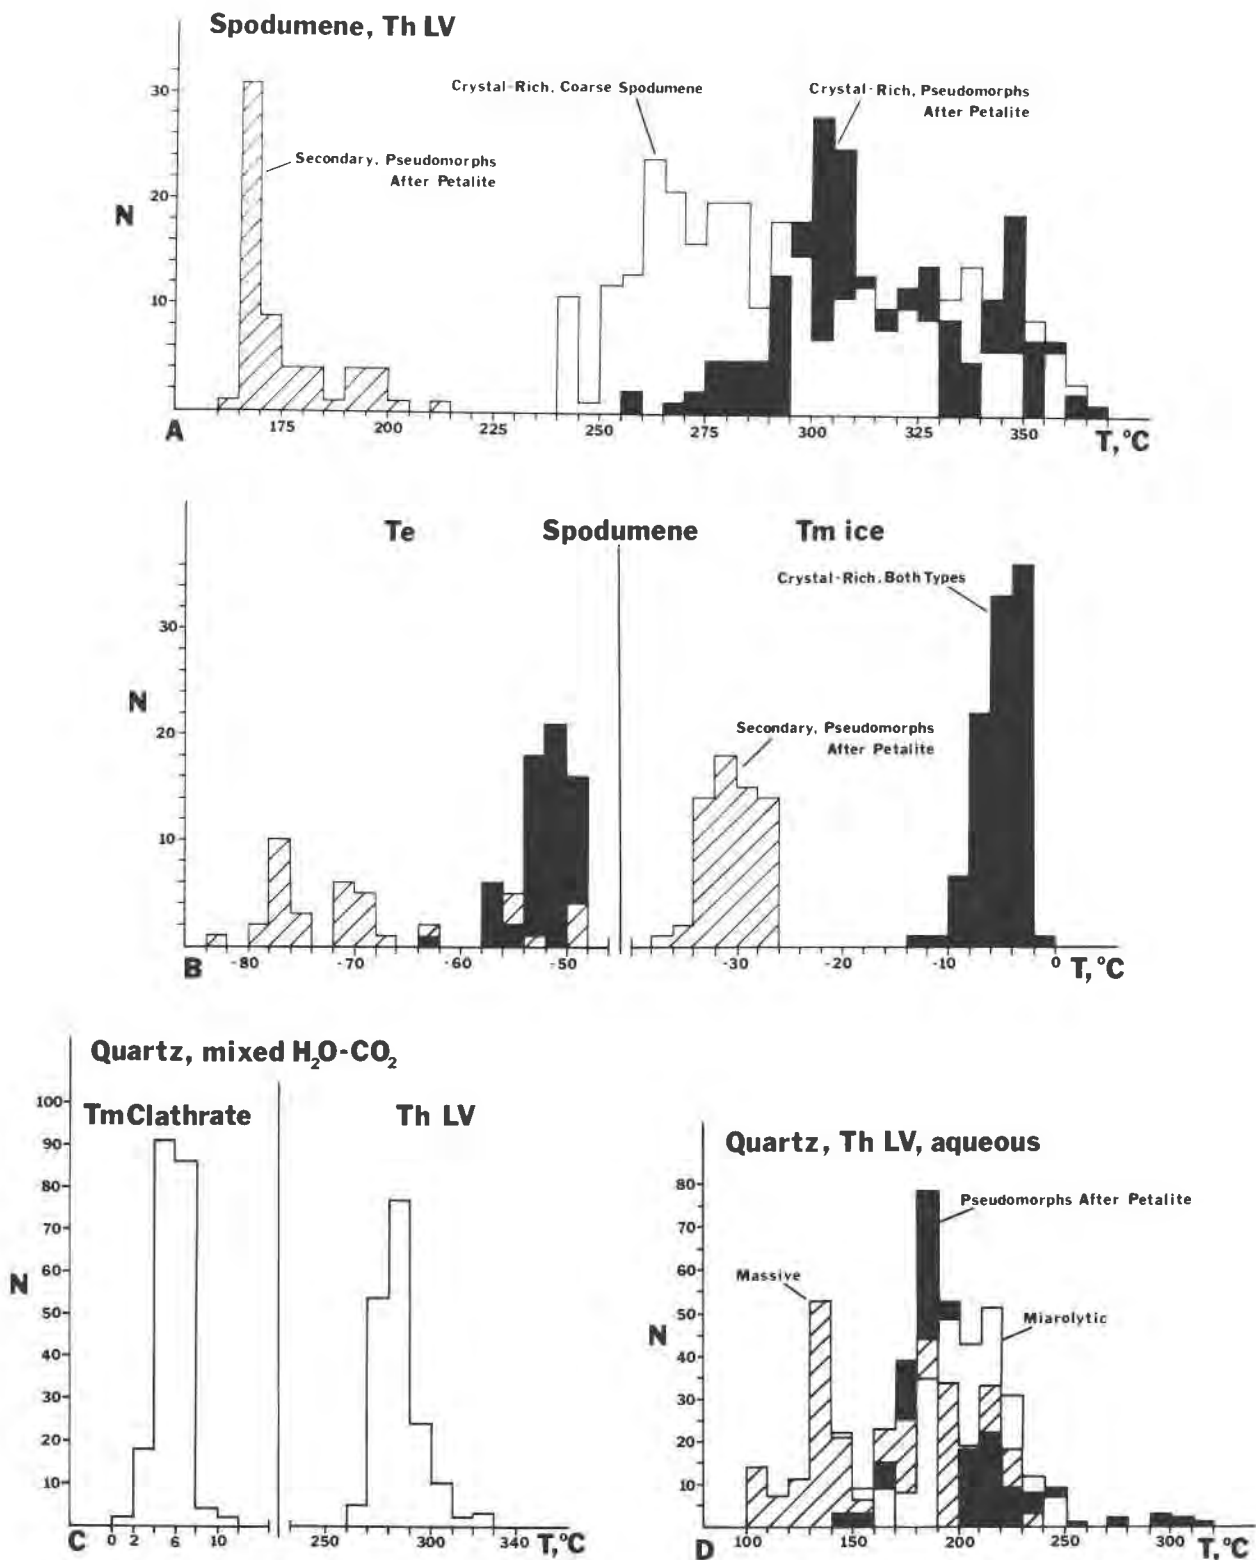 Spodumene, Th LV
30
Crystal-Rich, Coarse Spodumene
Crystal-Rich, Pseudomorphs
After Petalite
Secondary, Pseudomorphs
After Petalite
20
N
10
A
175
200
225
250
275
300
325
350
T,°C
Te
Spodumene
Tm ice
Crystal-Rich, Both Types
30
N
20
Secondary, Pseudomorphs
After Petalite
10
B
-80
-70
-60
-50
-30
-10
0
T,°C
Quartz, mixed H₂O-CO₂
100
TmClathrate
Th LV
90
80
70
60
N
50
40
30
20
10
C
0
2
6
10
250
300
340
T,°C
Quartz, Th LV, aqueous
80
Pseudomorphs After Petalite
70
60
Massive
50
Miarolytic
N
40
30
20
10
D
100
150
200
250
300
T,°C